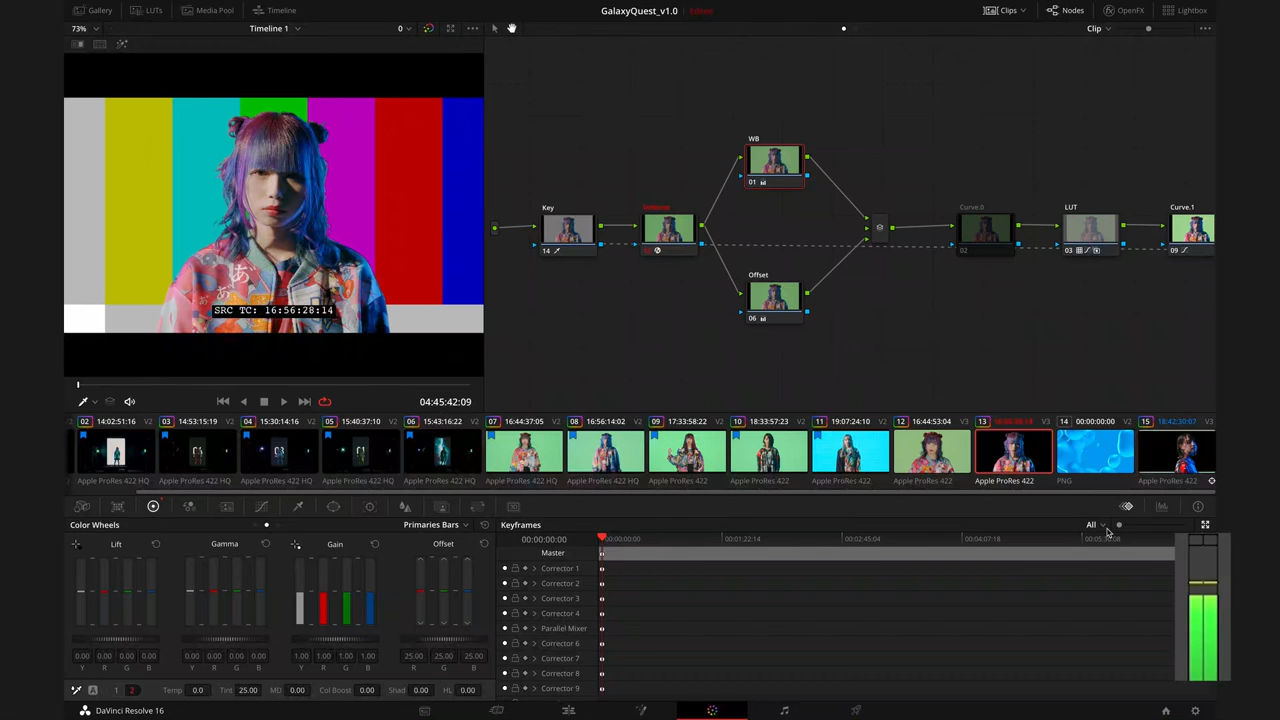 Gallery LUTs Media Pool Timeline GalaxyQuest_v1.0 Edited Clips Nodes OpenFX Lightbox
73% Timeline 1 0 Clip
WB
01
Key
14
LUT
03
Curve.0
02
Curve.1
09
Offset
06
SRC TC: 16:56:28:14
04:45:42:09
02 14:02:51:16 V2 03 14:53:15:19 V2 04 15:30:14:16 V2 05 15:40:37:10 V2 06 15:43:16:22 V2 07 16:44:37:05 V2 08 16:56:14:02 V2 09 17:33:58:22 V2 10 18:33:57:23 V2 11 19:07:24:10 V2 12 16:44:53:04 V2 13 V3 14 00:00:00:00 V2 15 18:42:30:07 V3
Apple ProRes 422 HQ Apple ProRes 422 HQ Apple ProRes 422 HQ Apple ProRes 422 HQ Apple ProRes 422 HQ Apple ProRes 422 Apple ProRes 422 Apple ProRes 422 Apple ProRes 422 Apple ProRes 422 Apple ProRes 422 Apple ProRes 422 PNG Apple ProRes 422
Color Wheels Primaries Bars Keyframes All
Lift Gamma Gain Offset
00:00:00:00 00:00:00:00 00:01:22:14 00:02:45:04 00:04:07:18
Master
Corrector 1
Corrector 2
Corrector 3
Corrector 4
Parallel Mixer
Corrector 6
Corrector 7
Corrector 8
Corrector 9
0.00 0.00 0.00 0.00 0.00 0.00 0.00 0.00 1.00 1.00 1.00 1.00 25.00 25.00 25.00
Y R G B Y R G B Y R G B R G B
A 1 2 Temp 0.0 Tint 25.00 MD 0.00 Col Boost 0.00 Shad 0.00 HL 0.00
DaVinci Resolve 16